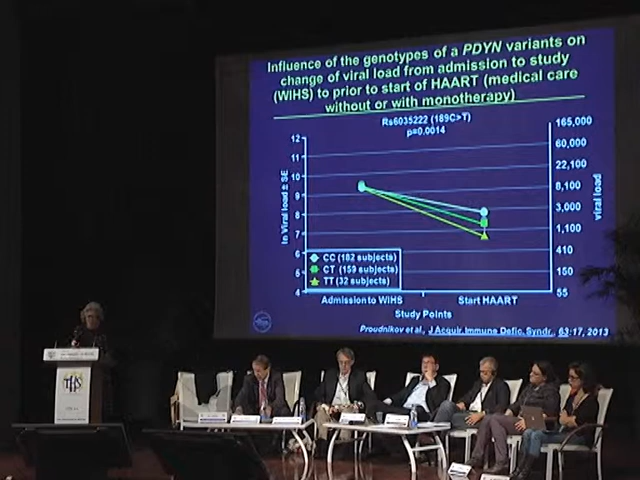 Influence of the genotypes of a PDYN variants on
change of viral load from admission to study
(WIHS) to prior to start of HAART (medical care
without or with monotherapy)
Rs6035222 (189C>T)
p=0.0014
ln Viral load ± SE
12
11
10
9
8
7
6
5
4
165,000
60,000
22,100
8,100
3,000
1,100
410
150
55
viral load
CC (182 subjects)
CT (159 subjects)
TT (32 subjects)
Admission to WIHS
Start HAART
Study Points
Proudnikov et al., J Acquir. Immune Defic. Syndr., 63:17, 2013
THS